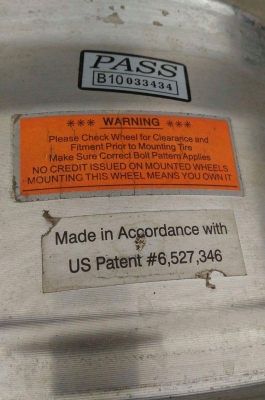 PASS
B10033434
*** WARNING ***
Please Check Wheel for Clearance and
Fitment Prior to Mounting Tire
Make Sure Correct Bolt Pattern Applies
NO CREDIT ISSUED ON MOUNTED WHEELS
MOUNTING THIS WHEEL MEANS YOU OWN IT
Made in Accordance with
US Patent #6,527,346